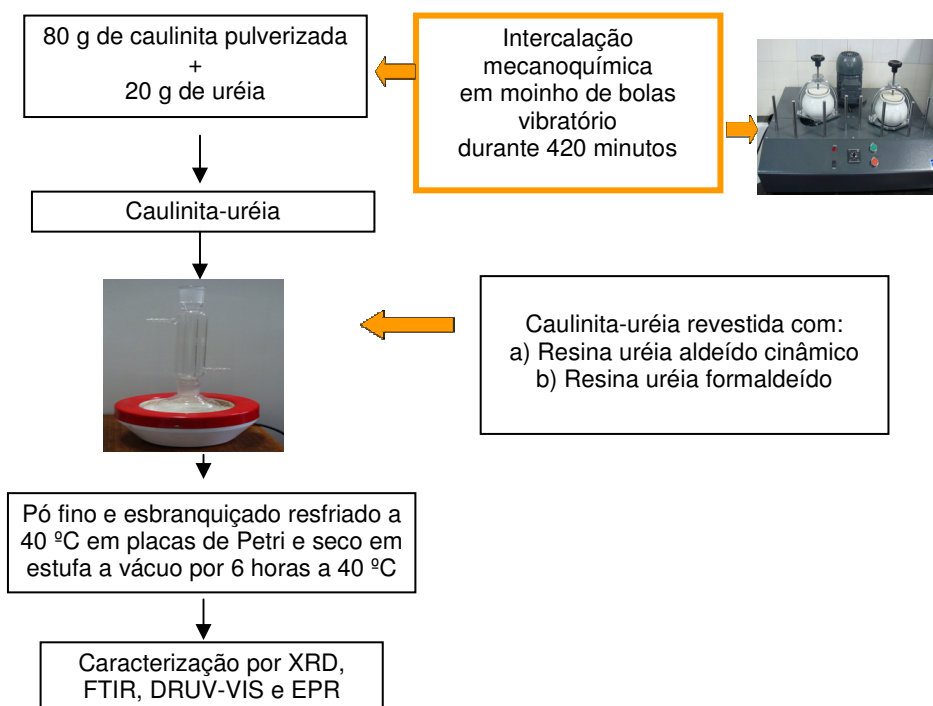 80 g de caulinita pulverizada
+
20 g de uréia
Intercalação
mecanoquímica
em moinho de bolas
vibratório
durante 420 minutos
Caulinita-uréia
Caulinita-uréia revestida com:
a) Resina uréia aldeído cinâmico
b) Resina uréia formaldeído
Pó fino e esbranquiçado resfriado a
40 ºC em placas de Petri e seco em
estufa a vácuo por 6 horas a 40 ºC
Caracterização por XRD,
FTIR, DRUV-VIS e EPR